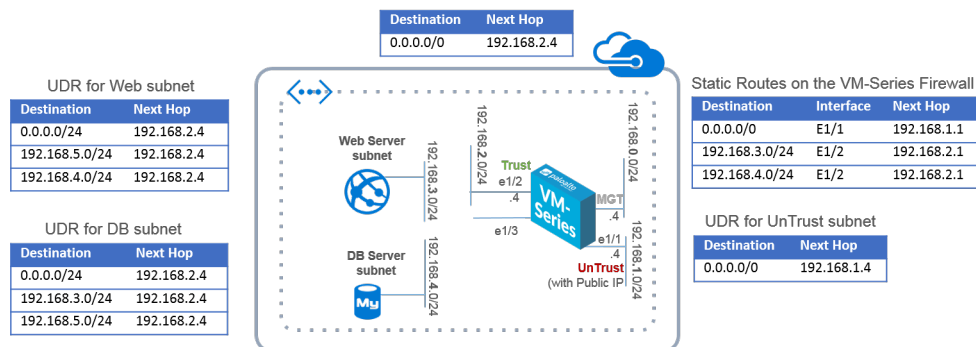 Destination Next Hop
0.0.0.0/0 192.168.2.4
UDR for Web subnet
Destination Next Hop
0.0.0.0/24 192.168.2.4
192.168.5.0/24 192.168.2.4
192.168.4.0/24 192.168.2.4
UDR for DB subnet
Destination Next Hop
0.0.0.0/24 192.168.2.4
192.168.3.0/24 192.168.2.4
192.168.5.0/24 192.168.2.4
Web Server
subnet
192.168.3.0/24
DB Server
subnet
My
192.168.4.0/24
192.168.2.0/24
Trust
e1/2
.4
e1/3
paloalto
VM-
Series
192.168.0.0/24
MGT
.4
e1/1
.4
UnTrust
(with Public IP
192.168.1.0/24
Static Routes on the VM-Series Firewall
Destination Interface Next Hop
0.0.0.0/0 E1/1 192.168.1.1
192.168.3.0/24 E1/2 192.168.2.1
192.168.4.0/24 E1/2 192.168.2.1
UDR for UnTrust subnet
Destination Next Hop
0.0.0.0/0 192.168.1.4